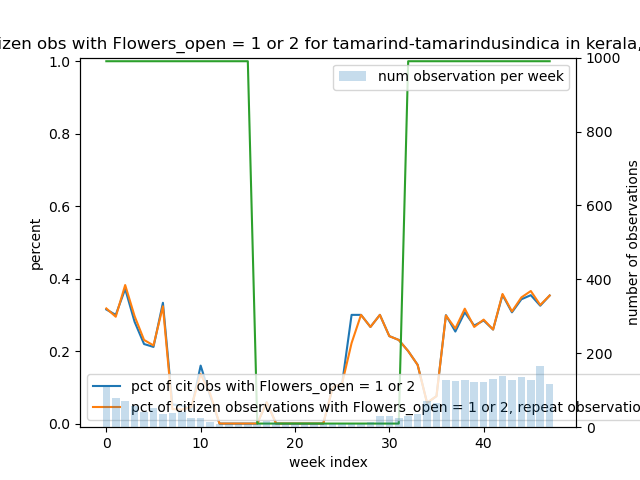 izen obs with Flowers_open = 1 or 2 for tamarind-tamarindusindica in kerala,
num observation per week
1.0
0.8
0.6
0.4
0.2
0.0
percent
1000
800
600
400
200
0
number of observations
pct of cit obs with Flowers_open = 1 or 2
pct of citizen observations with Flowers_open = 1 or 2, repeat observatio
0
10
20
30
40
week index